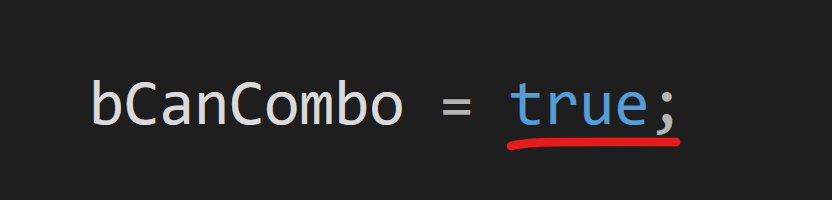 bCanCombo = true;